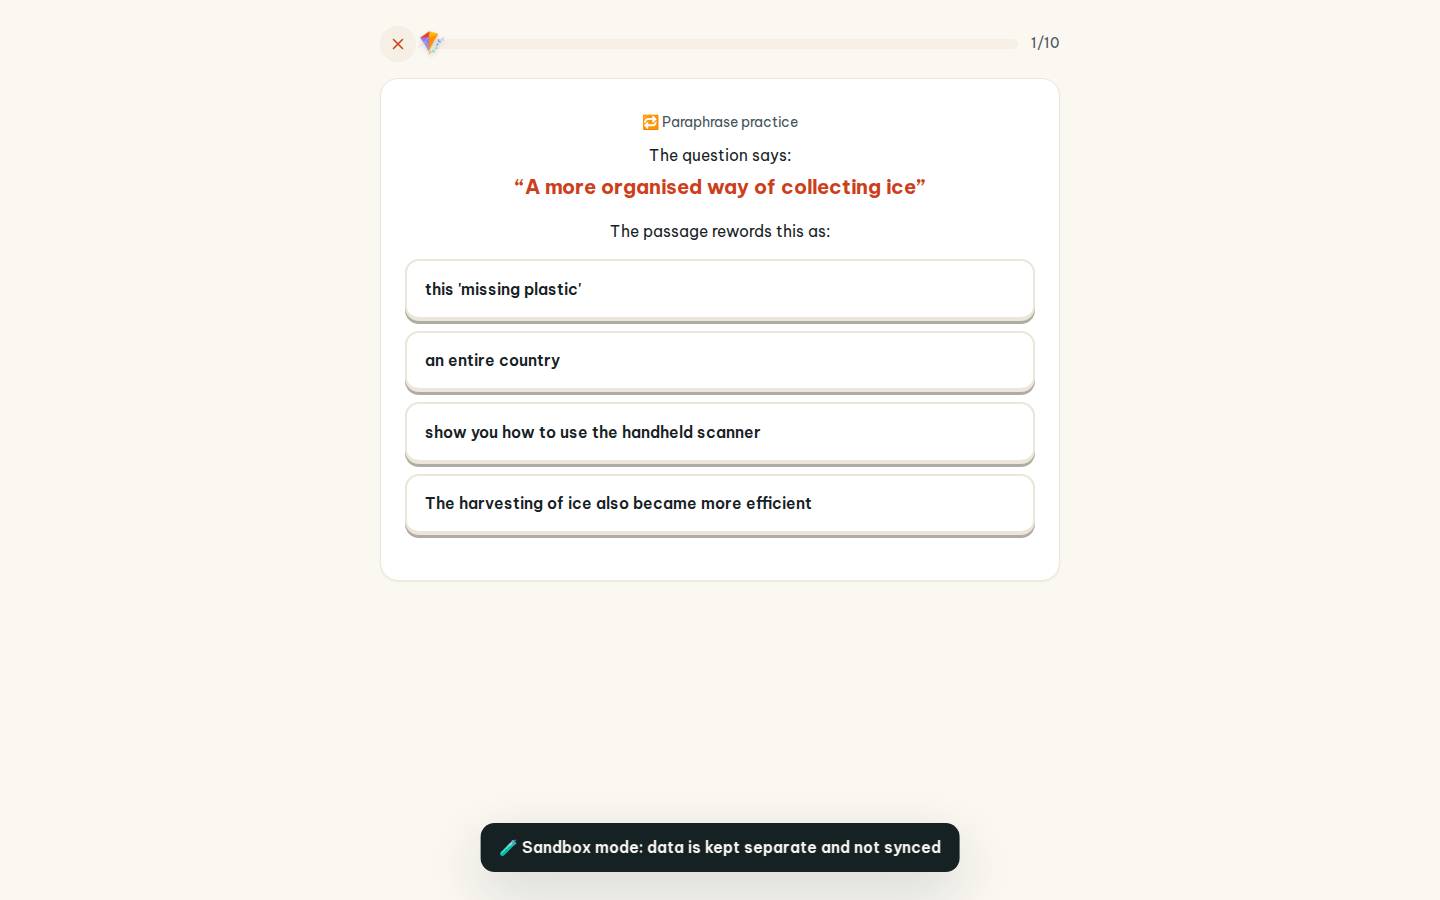 1/10
Paraphrase practice
The question says:
“A more organised way of collecting ice”
The passage rewords this as:
this 'missing plastic'
an entire country
show you how to use the handheld scanner
The harvesting of ice also became more efficient
Sandbox mode: data is kept separate and not synced